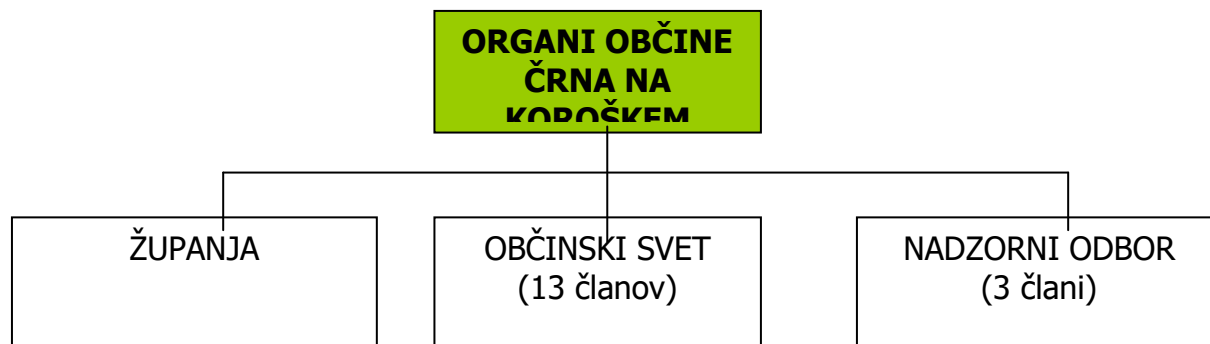 ORGANI OBČINE
ČRNA NA
KOROŠKEM
ŽUPANJA
OBČINSKI SVET
(13 članov)
NADZORNI ODBOR
(3 člani)